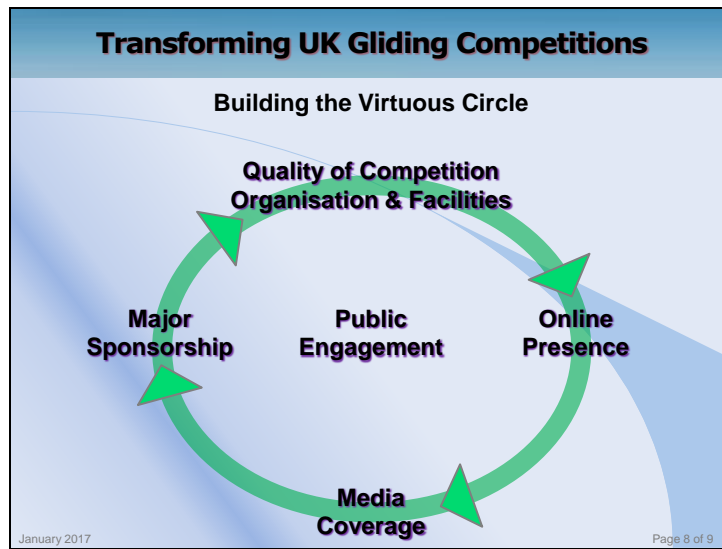 Transforming UK Gliding Competitions
Building the Virtuous Circle
Quality of Competition
Organisation & Facilities
Major
Sponsorship
Public
Engagement
Online
Presence
Media
Coverage
January 2017
Page 8 of 9